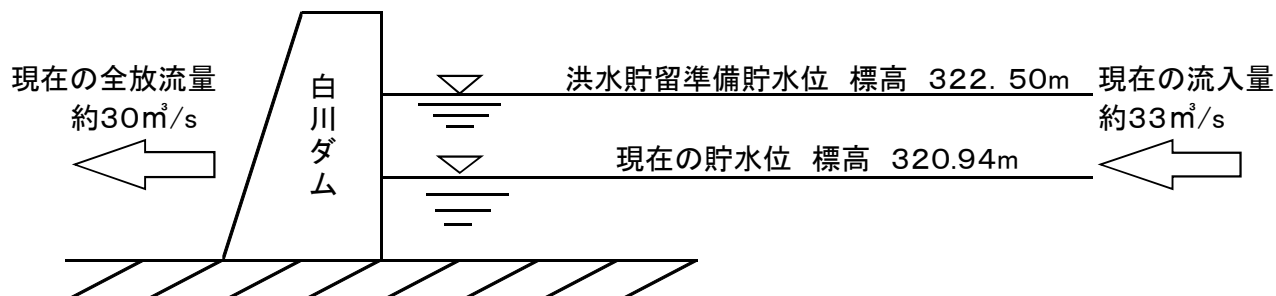 現在の全放流量
約30㎥/s
白川ダム
洪水貯留準備貯水位 標高 322.50m
現在の貯水位 標高 320.94m
現在の流入量
約33㎥/s